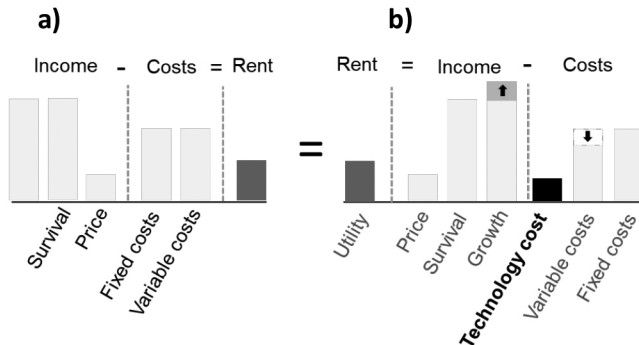 a)
Income - Costs = Rent
Survival
Price
Fixed costs
Variable costs
=
b)
Rent = Income - Costs
Utility
Price
Survival
Growth
Technology cost
Variable costs
Fixed costs